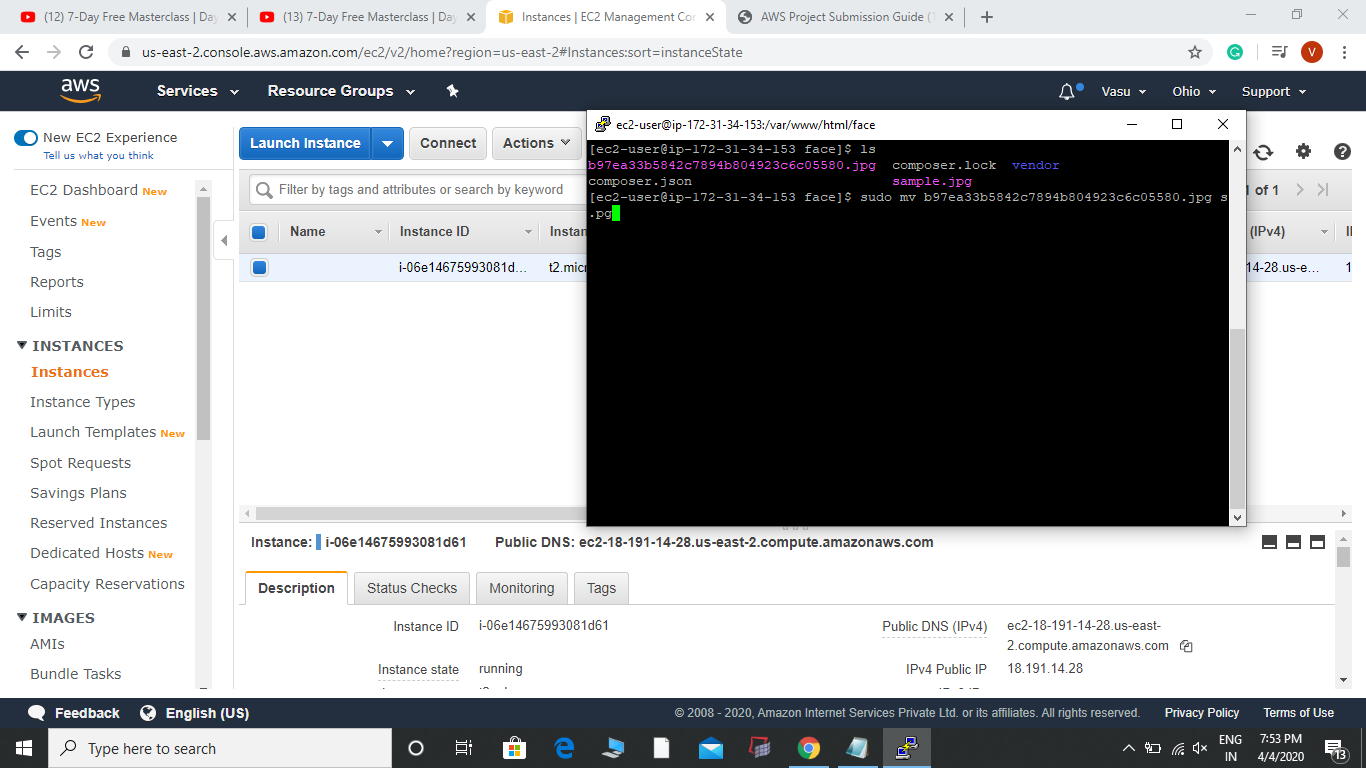 (12) 7-Day Free Masterclass | Day
(13) 7-Day Free Masterclass | Day
Instances | EC2 Management Con
AWS Project Submission Guide (T
us-east-2.console.aws.amazon.com/ec2/v2/home?region=us-east-2#Instances:sort=instanceState
V
aws
Services
Resource Groups
Vasu
Ohio
Support
New EC2 Experience
Tell us what you think
EC2 Dashboard New
Events New
Tags
Reports
Limits
INSTANCES
Instances
Instance Types
Launch Templates New
Spot Requests
Savings Plans
Reserved Instances
Dedicated Hosts New
Capacity Reservations
IMAGES
AMIs
Bundle Tasks
Launch Instance
Connect
Actions
Filter by tags and attributes or search by keyword
1 of 1
Name
Instance ID
Instan
(IPv4)
i-06e14675993081d...
t2.micr
14-28.us-e...
1
ec2-user@ip-172-31-34-153:/var/www/html/face
[ec2-user@ip-172-31-34-153 face]$ ls
b97ea33b5842c7894b804923c6c05580.jpg composer.lock vendor
composer.json sample.jpg
[ec2-user@ip-172-31-34-153 face]$ sudo mv b97ea33b5842c7894b804923c6c05580.jpg s
.pg
Instance: i-06e14675993081d61 Public DNS: ec2-18-191-14-28.us-east-2.compute.amazonaws.com
Description
Status Checks
Monitoring
Tags
Instance ID i-06e14675993081d61
Instance state running
Public DNS (IPv4) ec2-18-191-14-28.us-east-
2.compute.amazonaws.com
IPv4 Public IP 18.191.14.28
Feedback
English (US)
© 2008 - 2020, Amazon Internet Services Private Ltd. or its affiliates. All rights reserved.
Privacy Policy
Terms of Use
Type here to search
ENG
IN
7:53 PM
4/4/2020
13